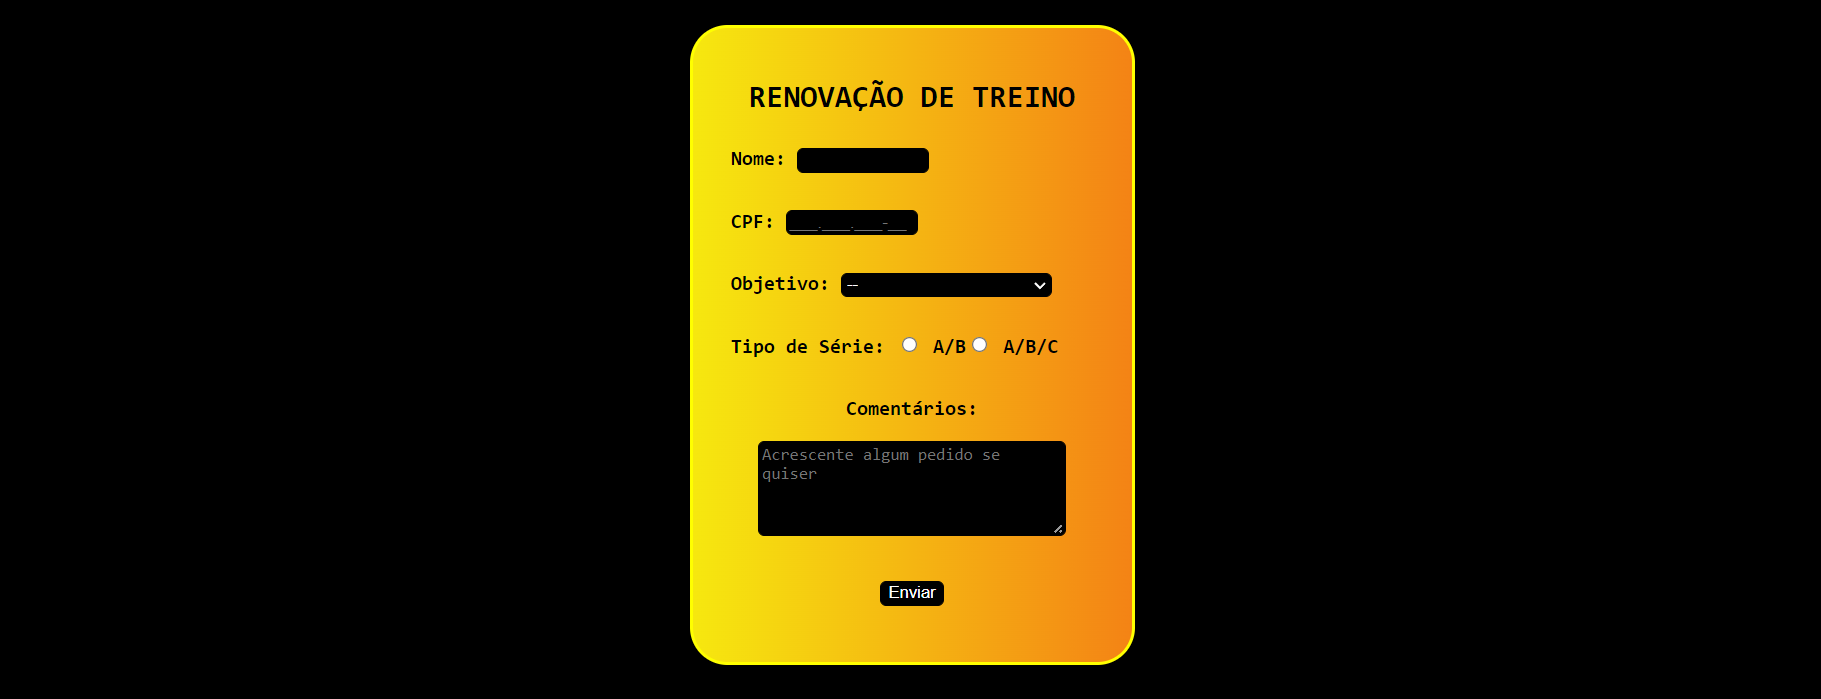 RENOVAÇÃO DE TREINO
Nome:
CPF: ___.___.___-__
Objetivo: --
Tipo de Série: A/B A/B/C
Comentários:
Acrescente algum pedido se
quiser
Enviar